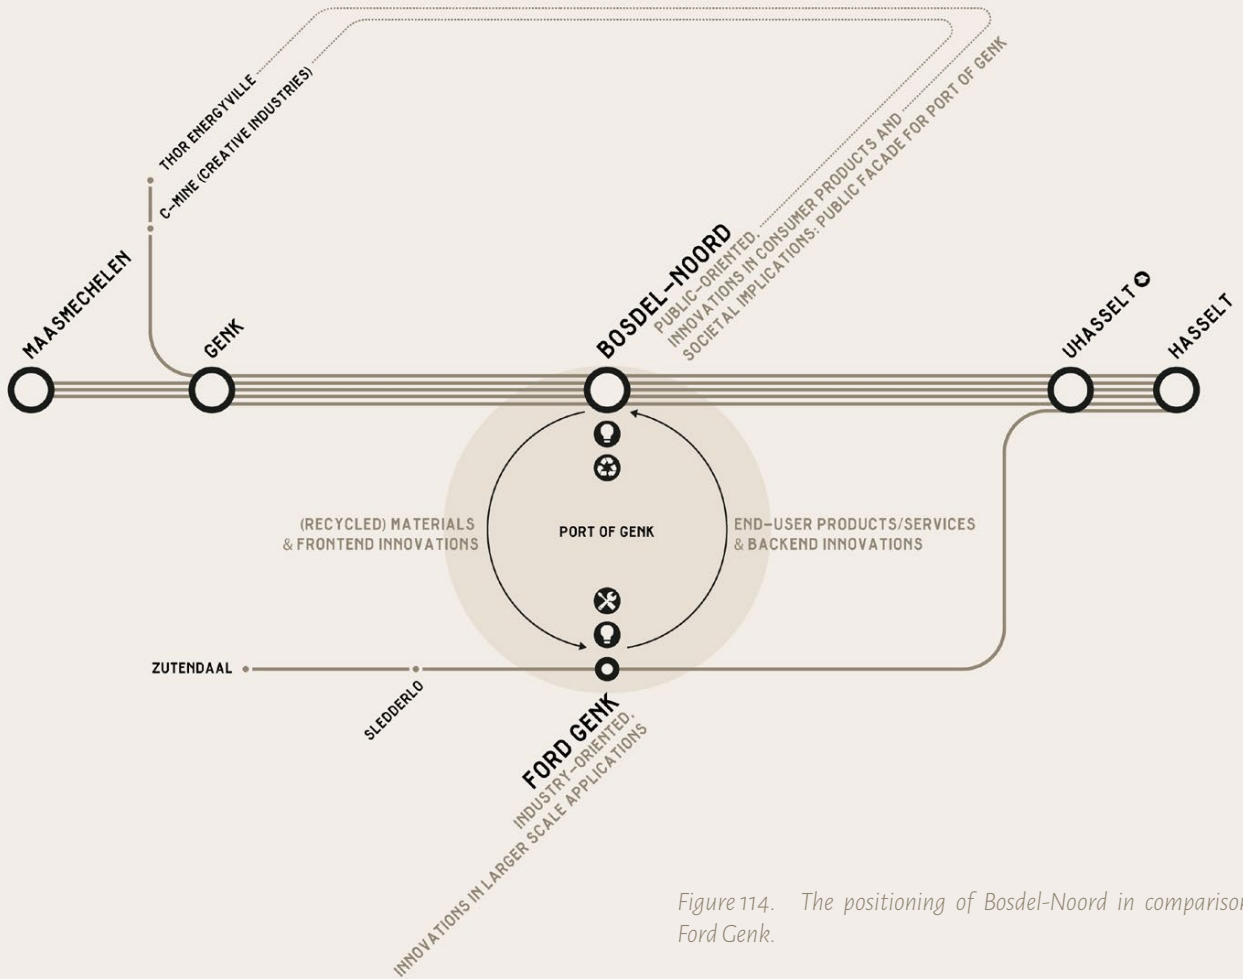 THOR ENERGYVILLE
C-MINE (CREATIVE INDUSTRIES)
MAASMECHELEN
GENK
BOSDEL-NOORD
PUBLIC-ORIENTED.
INNOVATIONS IN CONSUMER PRODUCTS AND
SOCIETAL IMPLICATIONS: PUBLIC FACADE FOR PORT OF GENK
UHASSELT
HASSELT
(RECYCLED) MATERIALS
& FRONTEND INNOVATIONS
PORT OF GENK
END-USER PRODUCTS/SERVICES
& BACKEND INNOVATIONS
ZUTENDAAL
SLEDDERLO
FORD GENK
INDUSTRY-ORIENTED.
INNOVATIONS IN LARGER SCALE APPLICATIONS
Figure 114. The positioning of Bosdel-Noord in comparison
Ford Genk.